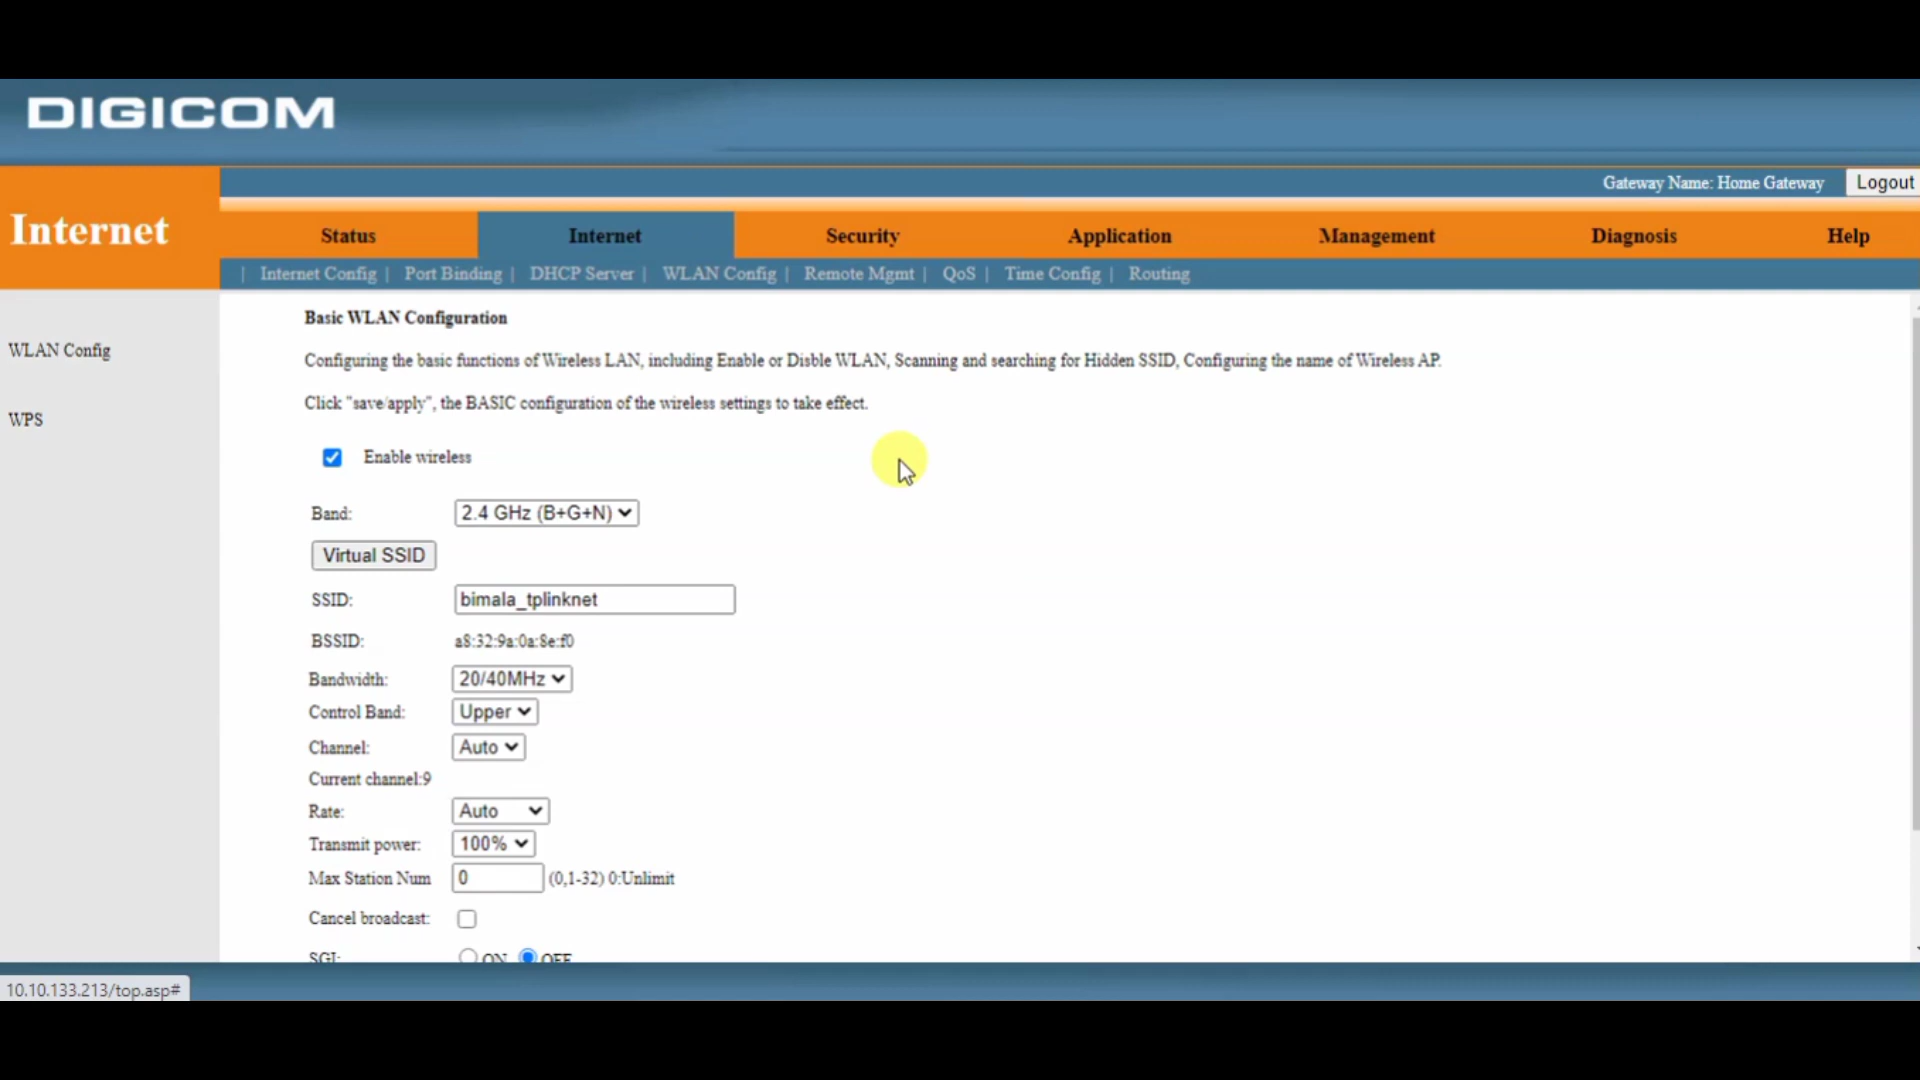 DIGICOM
Gateway Name: Home Gateway Logout
Internet
Status Internet Security Application Management Diagnosis Help
| Internet Config | Port Binding | DHCP Server | WLAN Config | Remote Mgmt | QoS | Time Config | Routing
WLAN Config
WPS
Basic WLAN Configuration
Configuring the basic functions of Wireless LAN, including Enable or Disble WLAN, Scanning and searching for Hidden SSID, Configuring the name of Wireless AP.
Click "save/apply", the BASIC configuration of the wireless settings to take effect.
Enable wireless
Band: 2.4 GHz (B+G+N)
Virtual SSID
SSID: bimala_tplinknet
BSSID: a8:32:9a:0a:8e:f0
Bandwidth: 20/40MHz
Control Band: Upper
Channel: Auto
Current channel:9
Rate: Auto
Transmit power: 100%
Max Station Num 0 (0,1-32) 0:Unlimit
Cancel broadcast:
SGI: ON OFF
10.10.133.213/top.asp#